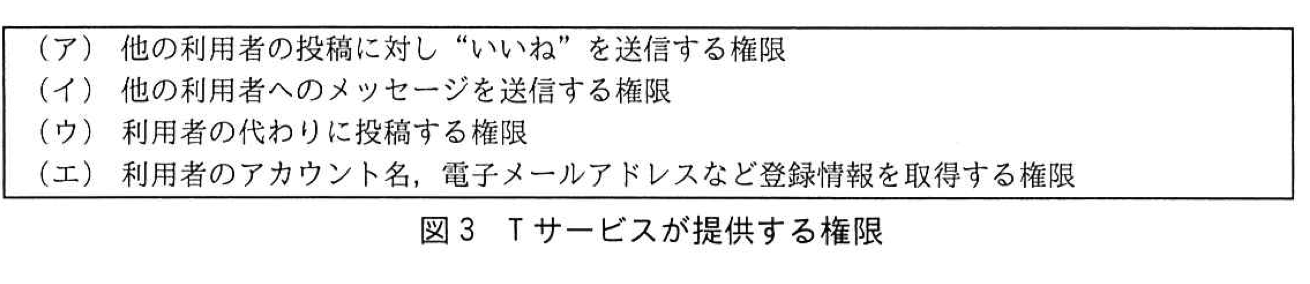 （ア） 他の利用者の投稿に対し“いいね”を送信する権限
（イ） 他の利用者へのメッセージを送信する権限
（ウ） 利用者の代わりに投稿する権限
（エ） 利用者のアカウント名，電子メールアドレスなど登録情報を取得する権限
図3 Tサービスが提供する権限